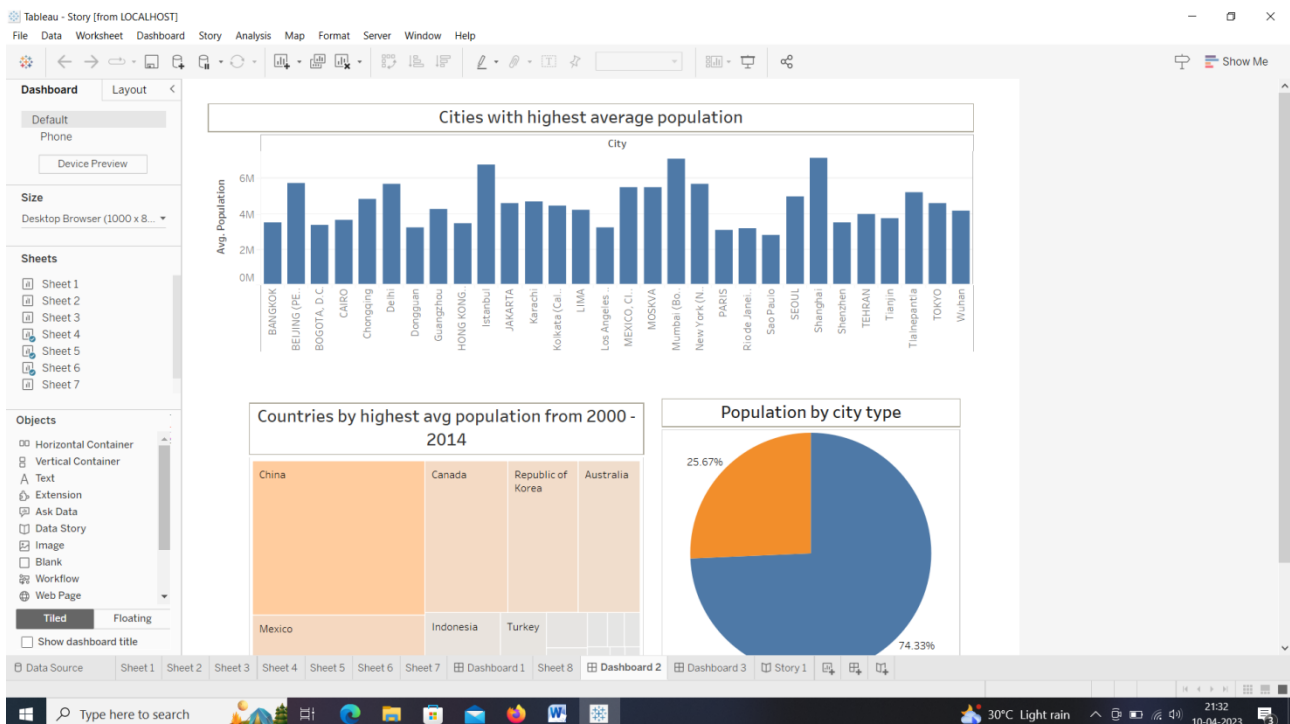 Tableau - Story [from LOCALHOST]
File Data Worksheet Dashboard Story Analysis Map Format Server Window Help
Show Me
Dashboard Layout
Default
Phone
Device Preview
Size
Desktop Browser (1000 x 8...
Sheets
Sheet 1
Sheet 2
Sheet 3
Sheet 4
Sheet 5
Sheet 6
Sheet 7
Objects
Horizontal Container
Vertical Container
Text
Extension
Ask Data
Data Story
Image
Blank
Workflow
Web Page
Tiled Floating
Show dashboard title
Cities with highest average population
City
Avg. Population
6M
4M
2M
0M
BANGKOK
BEIJING (PE..
BOGOTA, D.C.
CAIRO
Chongqing
Delhi
Dongguan
Guangzhou
HONG KONG..
Istanbul
JAKARTA
Karachi
Kolkata (Cal..
LIMA
Los Angeles ..
MEXICO, CI..
MOSKVA
Mumbai (Bo..
New York (N..
PARIS
Rio de Janei..
Sao Paulo
SEOUL
Shanghai
Shenzhen
TEHRAN
Tianjin
Tlalnepantla
TOKYO
Wuhan
Countries by highest avg population from 2000 -
2014
China
Canada
Republic of
Korea
Australia
Mexico
Indonesia
Turkey
Population by city type
25.67%
74.33%
Data Source Sheet 1 Sheet 2 Sheet 3 Sheet 4 Sheet 5 Sheet 6 Sheet 7 Dashboard 1 Sheet 8 Dashboard 2 Dashboard 3 Story 1
Type here to search
30°C Light rain
21:32
10-04-2023
3